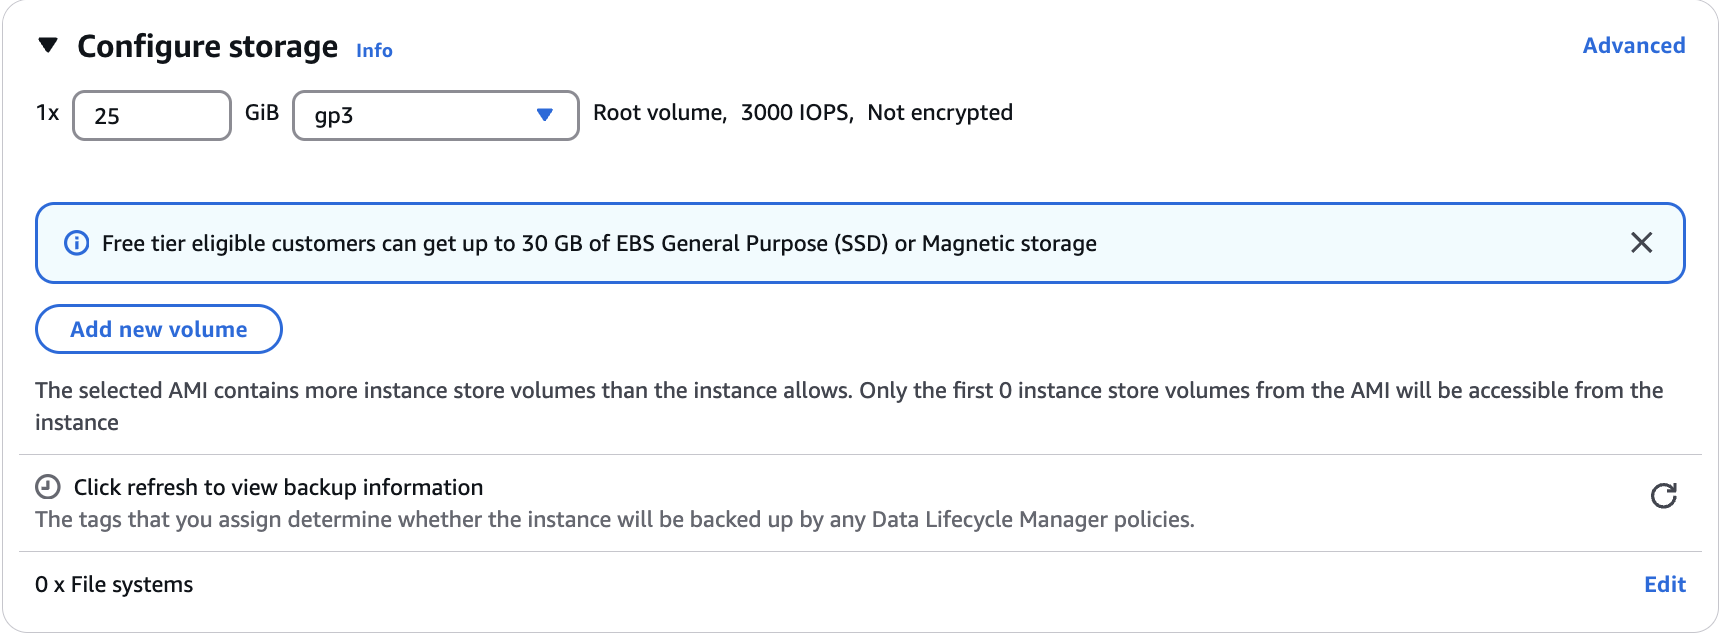 Configure storage Info Advanced
1x 25 GiB gp3 Root volume, 3000 IOPS, Not encrypted
Free tier eligible customers can get up to 30 GB of EBS General Purpose (SSD) or Magnetic storage
Add new volume
The selected AMI contains more instance store volumes than the instance allows. Only the first 0 instance store volumes from the AMI will be accessible from the
instance
Click refresh to view backup information
The tags that you assign determine whether the instance will be backed up by any Data Lifecycle Manager policies.
0 x File systems Edit